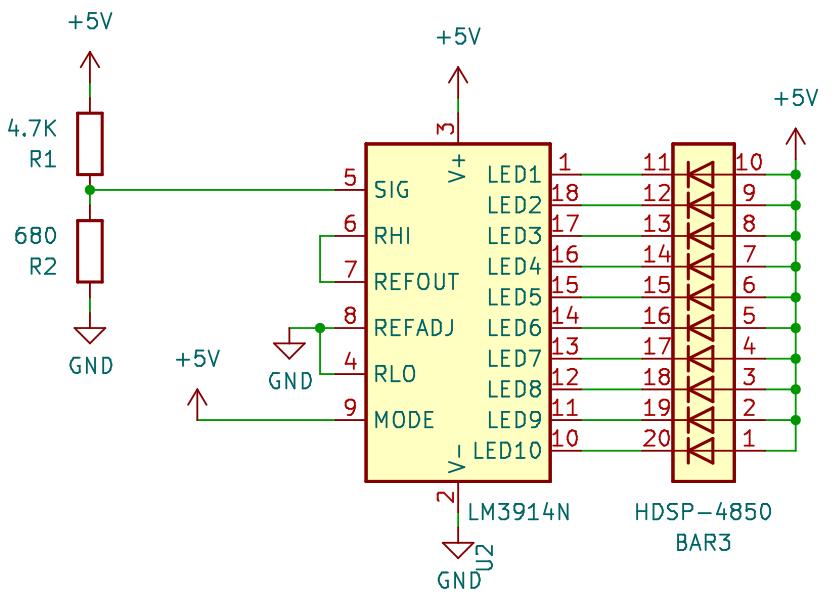 +5V
4.7K
R1
680
R2
GND
+5V
GND
+5V
3
V+
5 SIG
6 RHI
7 REFOUT
8 REFADJ
4 RLO
9 MODE
LED1 1
LED2 18
LED3 17
LED4 16
LED5 15
LED6 14
LED7 13
LED8 12
LED9 11
LED10 10
V-
2
LM3914N
U2
GND
+5V
11 10
12 9
13 8
14 7
15 6
16 5
17 4
18 3
19 2
20 1
HDSP-4850
BAR3